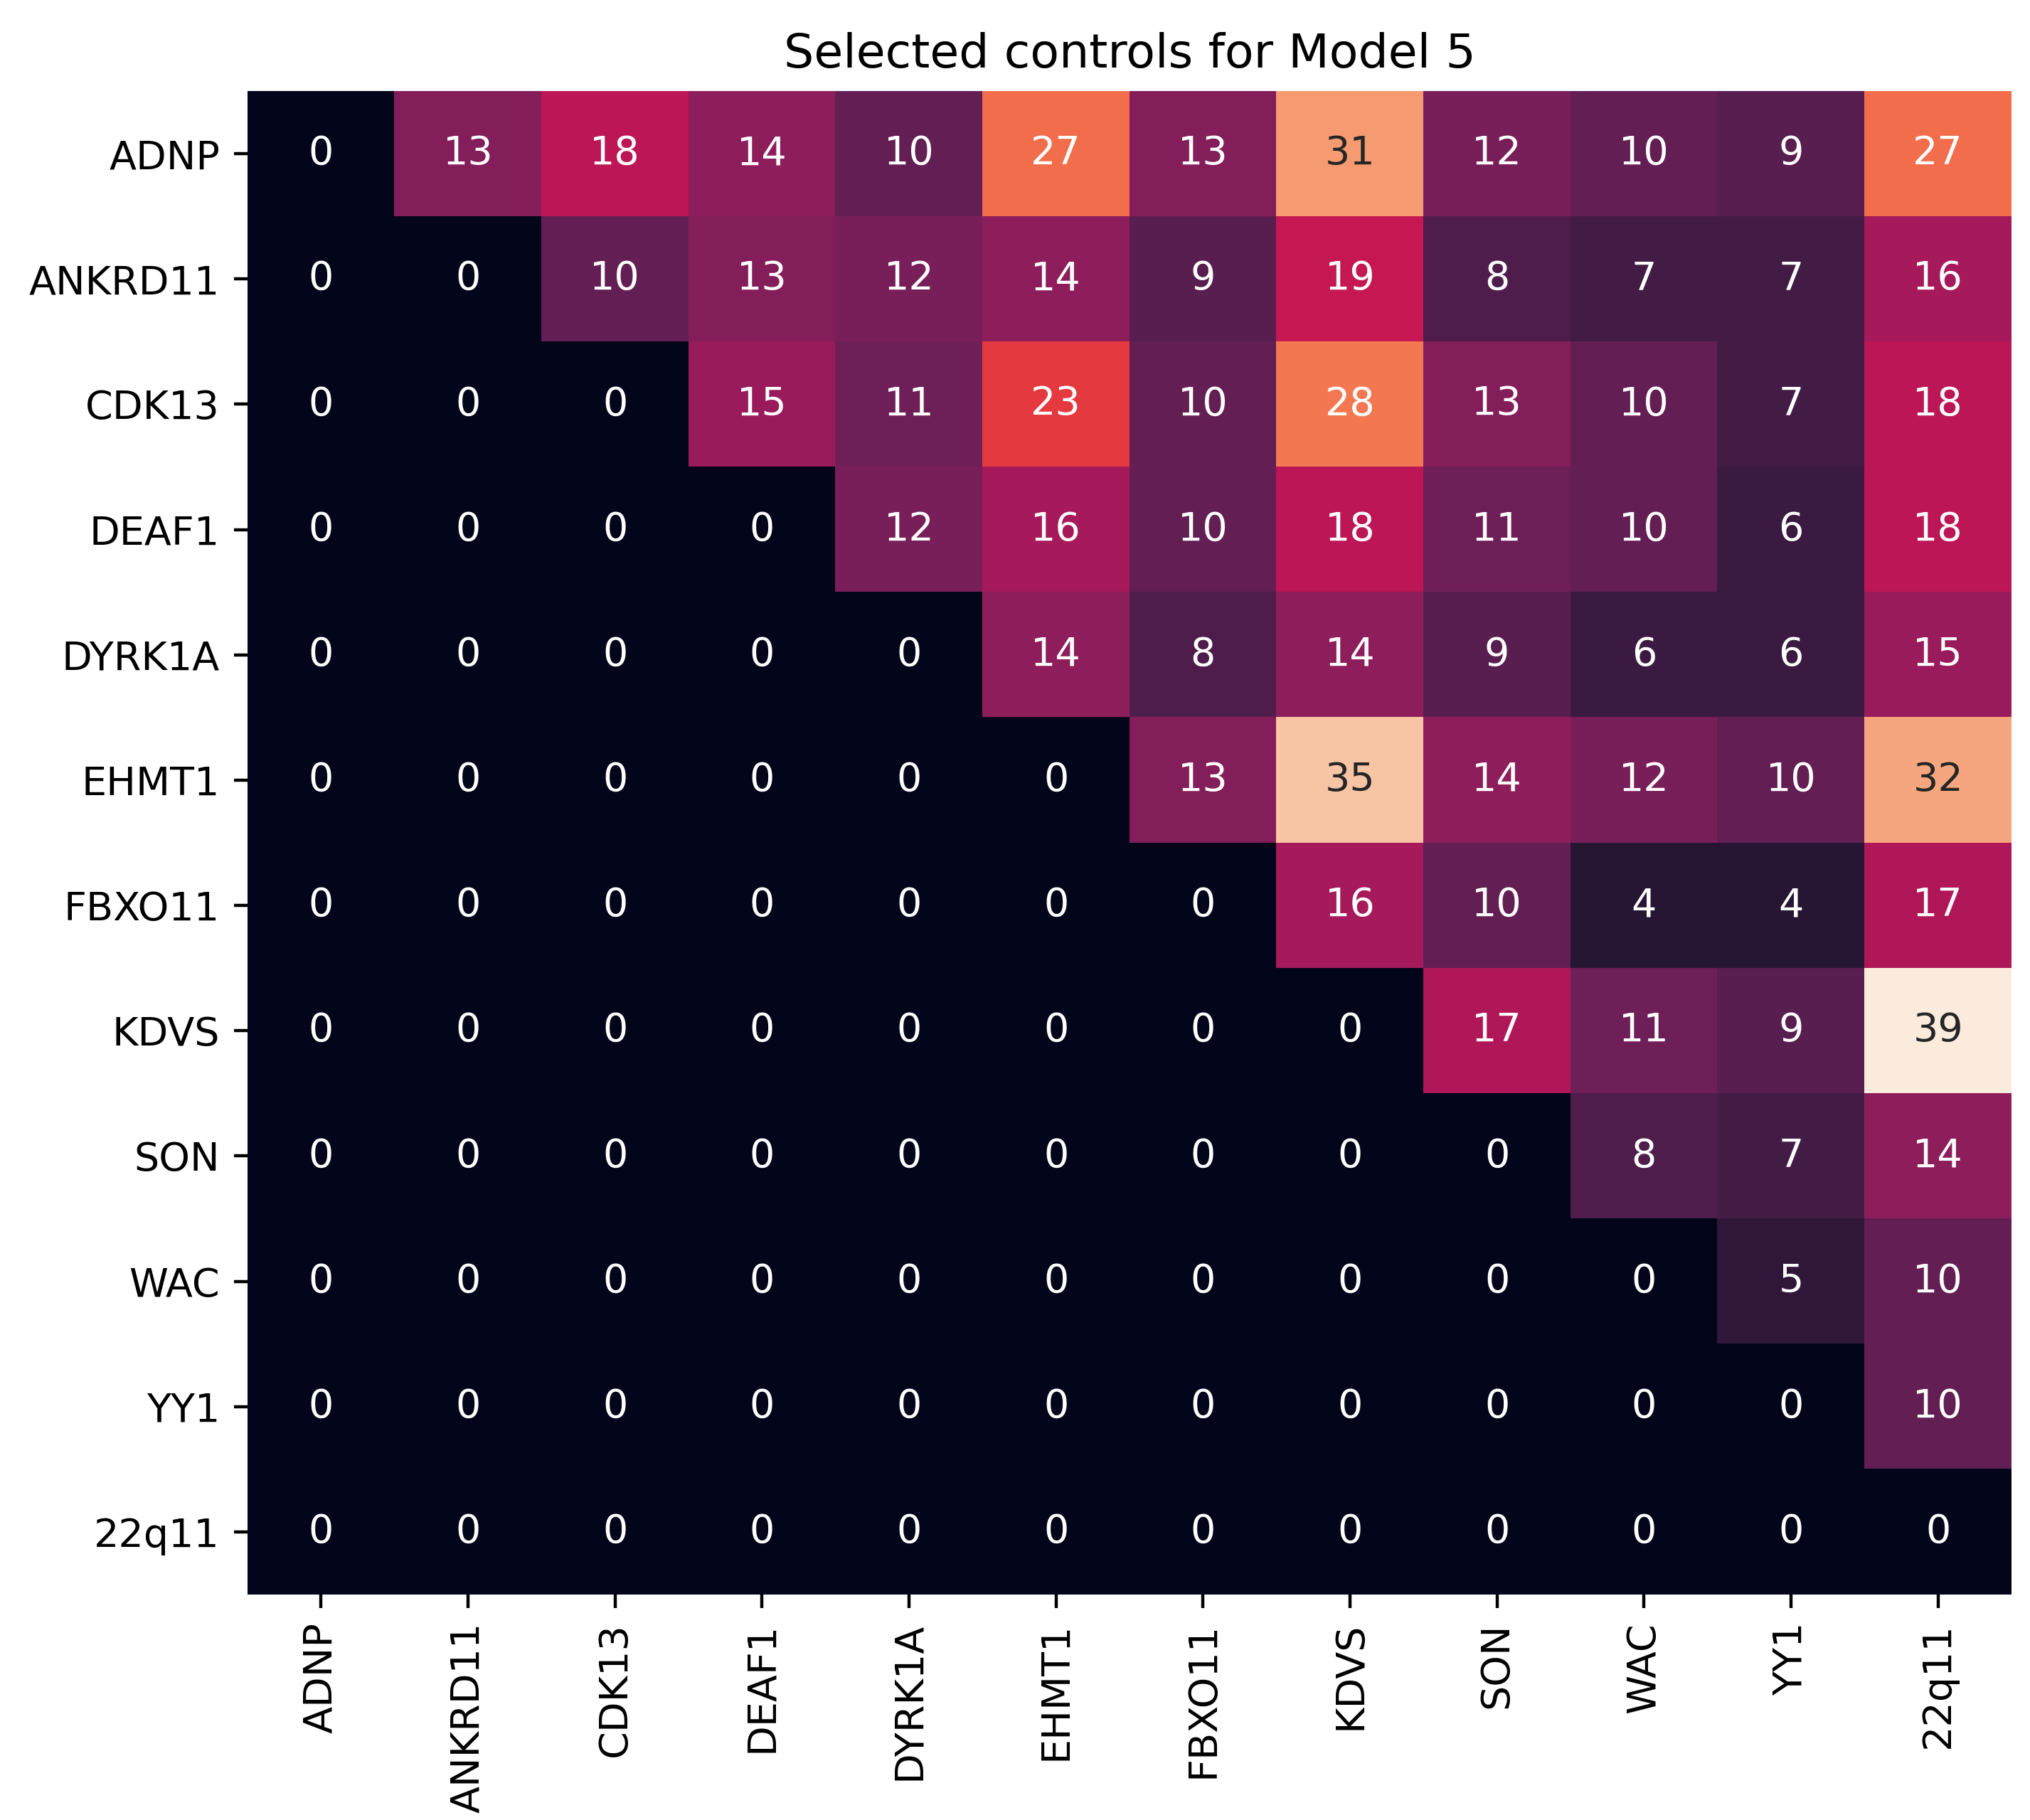 Selected controls for Model 5
ADNP 0 13 18 14 10 27 13 31 12 10 9 27
ANKRD11 0 0 10 13 12 14 9 19 8 7 7 16
CDK13 0 0 0 15 11 23 10 28 13 10 7 18
DEAF1 0 0 0 0 12 16 10 18 11 10 6 18
DYRK1A 0 0 0 0 0 14 8 14 9 6 6 15
EHMT1 0 0 0 0 0 0 13 35 14 12 10 32
FBXO11 0 0 0 0 0 0 0 16 10 4 4 17
KDVS 0 0 0 0 0 0 0 0 17 11 9 39
SON 0 0 0 0 0 0 0 0 0 8 7 14
WAC 0 0 0 0 0 0 0 0 0 0 5 10
YY1 0 0 0 0 0 0 0 0 0 0 0 10
22q11 0 0 0 0 0 0 0 0 0 0 0 0
ADNP ANKRD11 CDK13 DEAF1 DYRK1A EHMT1 FBXO11 KDVS SON WAC YY1 22q11